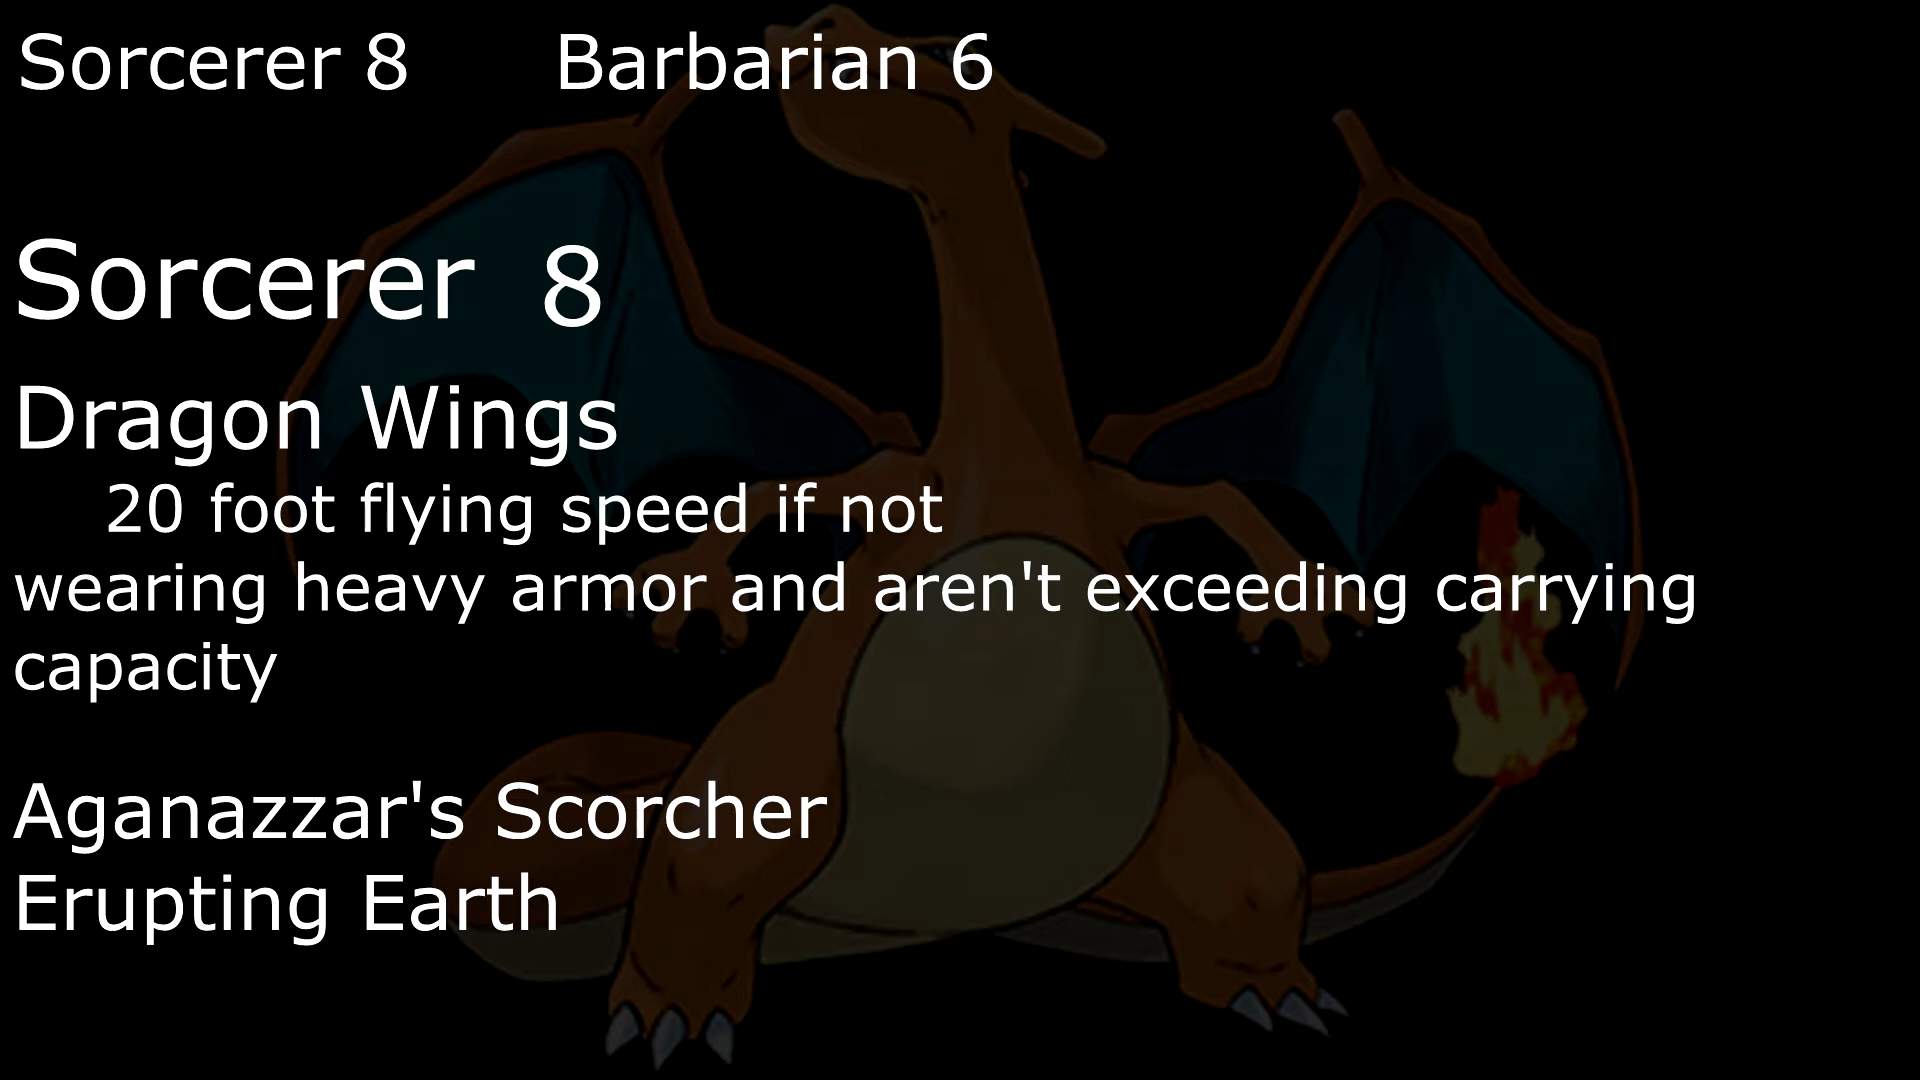 Sorcerer 8 Barbarian 6
Sorcerer 8
Dragon Wings
20 foot flying speed if not
wearing heavy armor and aren't exceeding carrying
capacity
Aganazzar's Scorcher
Erupting Earth